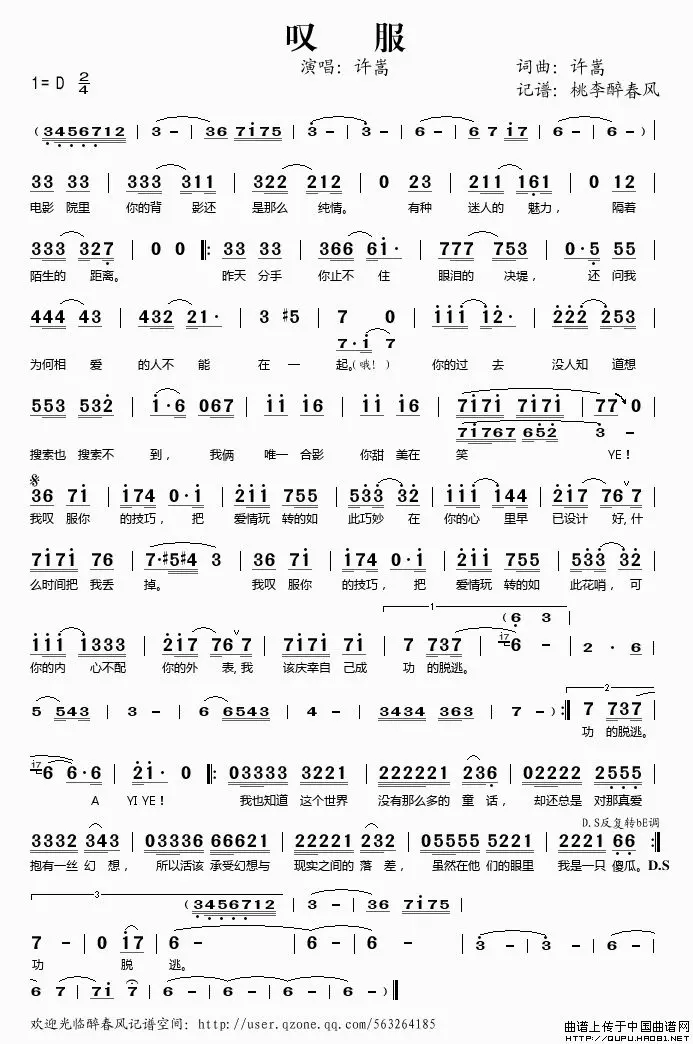 叹 服
演唱：许嵩 词曲：许嵩
1= D 2/4 记谱：桃李醉春风
( 3456712 | 3 - | 36 7i75 | 3 - | 3 - | 6 - | 6 - | 6 7 i7 | 6 - | 6 - ) |
33 33 | 333 311 | 322 212 | 0 23 | 211 161 | 0 12 |
电影 院里 你的背 影还 是那么 纯情。 有种 迷人的 魅力， 隔着
333 327 | 0 0 |: 33 33 | 366 6i· | 777 753 | 0·5 55 |
陌生的 距离。 昨天 分手 你止不 住 眼泪的 决堤， 还 问我
444 43 | 432 21· | 3 #5 | 7 0 | iii i2· | 222 253 |
7·i 7
为何相 爱 的人不 能 在 一 起。(哦！) 你的过 去 没人知 道想
553 532 | i·6 067 | ii i6 | ii i6 | 7i7i 7i7i | 77 0 |
7i767 652 3 -
搜索也 搜索不 到， 我俩 唯一 合影 你甜 美在 笑 YE！
36 7i | i74 0·i | 2ii 755 | 533 32 | iii i44 | 2i7 76 7 |
我叹 服你 的技巧， 把 爱情玩 转的如 此巧妙 在 你的心 里早 已设计 好, 什
7i7i 76 | 7·#5#4 3 | 36 7i | i74 0·i | 2ii 755 | 533 32 |
么时间把 我丢 掉。 我叹 服你 的技巧， 把 爱情玩 转的如 此花哨， 可
1 ( 6 3
iii i333 | 2i7 76 7 | 7i7i 7i | 7 737 | i7 6 - | 2 · 6 |
你的内 心不配 你的外 表, 我 该庆幸自 己成 功 的脱逃。
5 543 | 3 - | 6 6543 | 4 - | 3434 363 | 7 - ) :| 2 7 737 |
功 的脱逃。
i7 6 6·6 | 2i· 0 |: 03333 3221 | 222221 236 | 02222 2555 |
A YI YE！ 我也知道 这个世界 没有那么多的 童 话， 却还总是 对那真爱
D.S反复转bE调
3332 343 | 03336 66621 | 22221 232 | 05555 5221 | 2221 66 :|
抱有一丝 幻 想， 所以活该 承受幻想与 现实之间的 落 差， 虽然在他 们的眼里 我是一只 傻瓜。D.S
3 ( 3456712 | 3 - | 36 7i75 |
7 - | 0 i7 | 6 - | 6 - | 6 - | 3 - | 3 - |
功 脱 逃。
6 7 | 7i 7 | 6 - | 6 - ) |
欢迎光临醉春风记谱空间：http://user.qzone.qq.com/563264185
曲谱上传于中国曲谱网
HTTP://QUPU.HAO81.NET